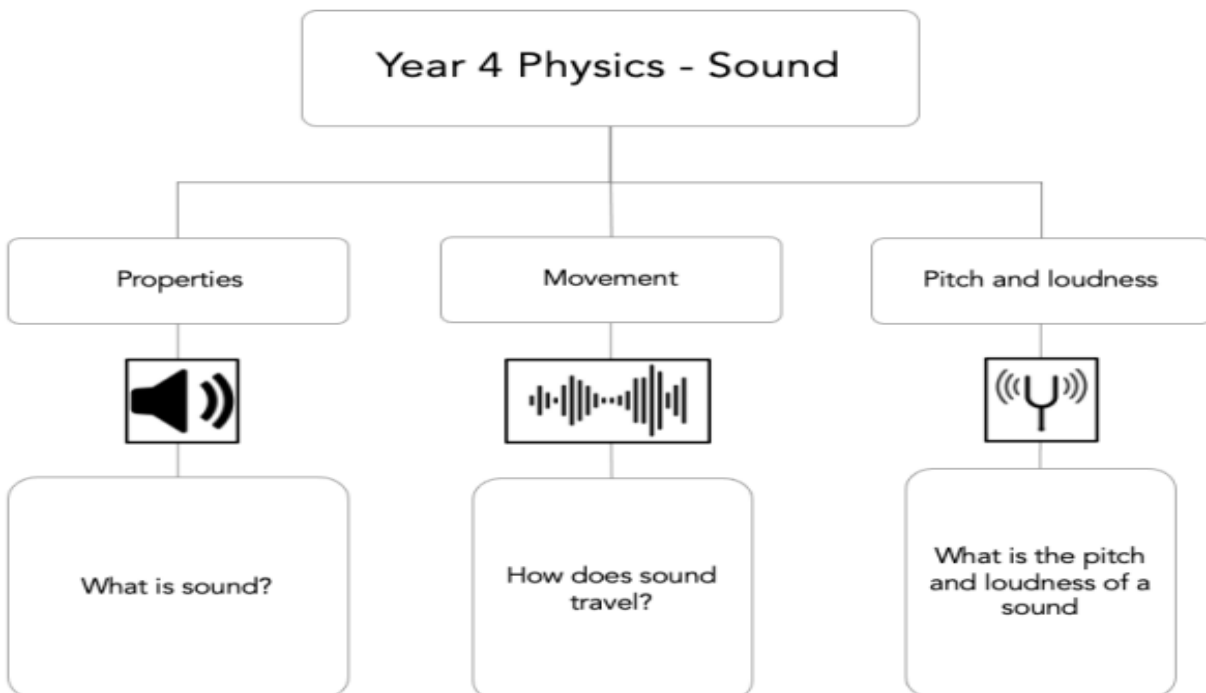 Year 4 Physics - Sound
Properties
Movement
Pitch and loudness
What is sound?
How does sound
travel?
What is the pitch
and loudness of a
sound